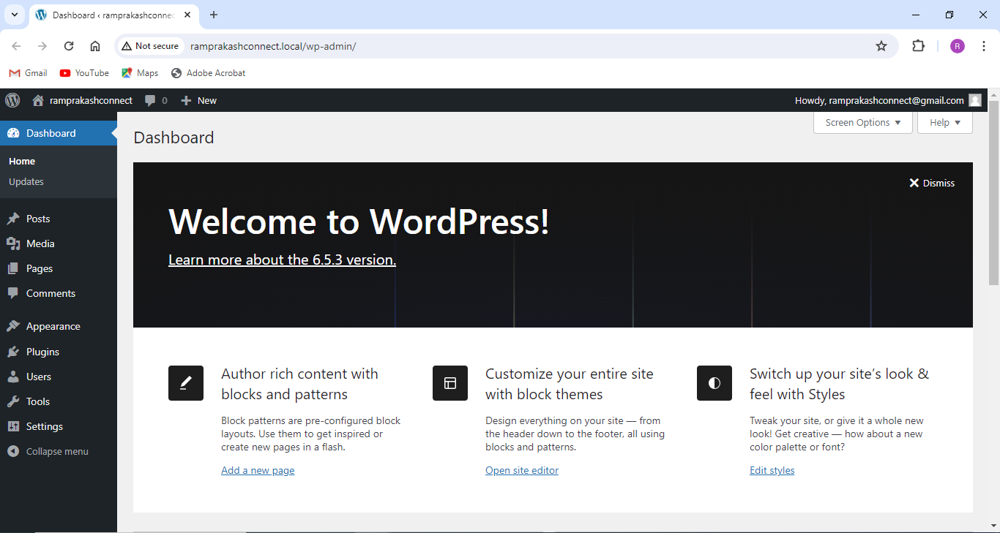 Dashboard ‹ ramprakashconnec
Not secure
ramprakashconnect.local/wp-admin/
R
Gmail
YouTube
Maps
Adobe Acrobat
ramprakashconnect
0
New
Howdy, ramprakashconnect@gmail.com
Screen Options
Help
Dashboard
Home
Updates
Posts
Media
Pages
Comments
Appearance
Plugins
Users
Tools
Settings
Collapse menu
Dashboard
Dismiss
Welcome to WordPress!
Learn more about the 6.5.3 version.
Author rich content with
blocks and patterns
Block patterns are pre-configured block
layouts. Use them to get inspired or
create new pages in a flash.
Add a new page
Customize your entire site
with block themes
Design everything on your site — from
the header down to the footer, all using
blocks and patterns.
Open site editor
Switch up your site’s look &
feel with Styles
Tweak your site, or give it a whole new
look! Get creative — how about a new
color palette or font?
Edit styles